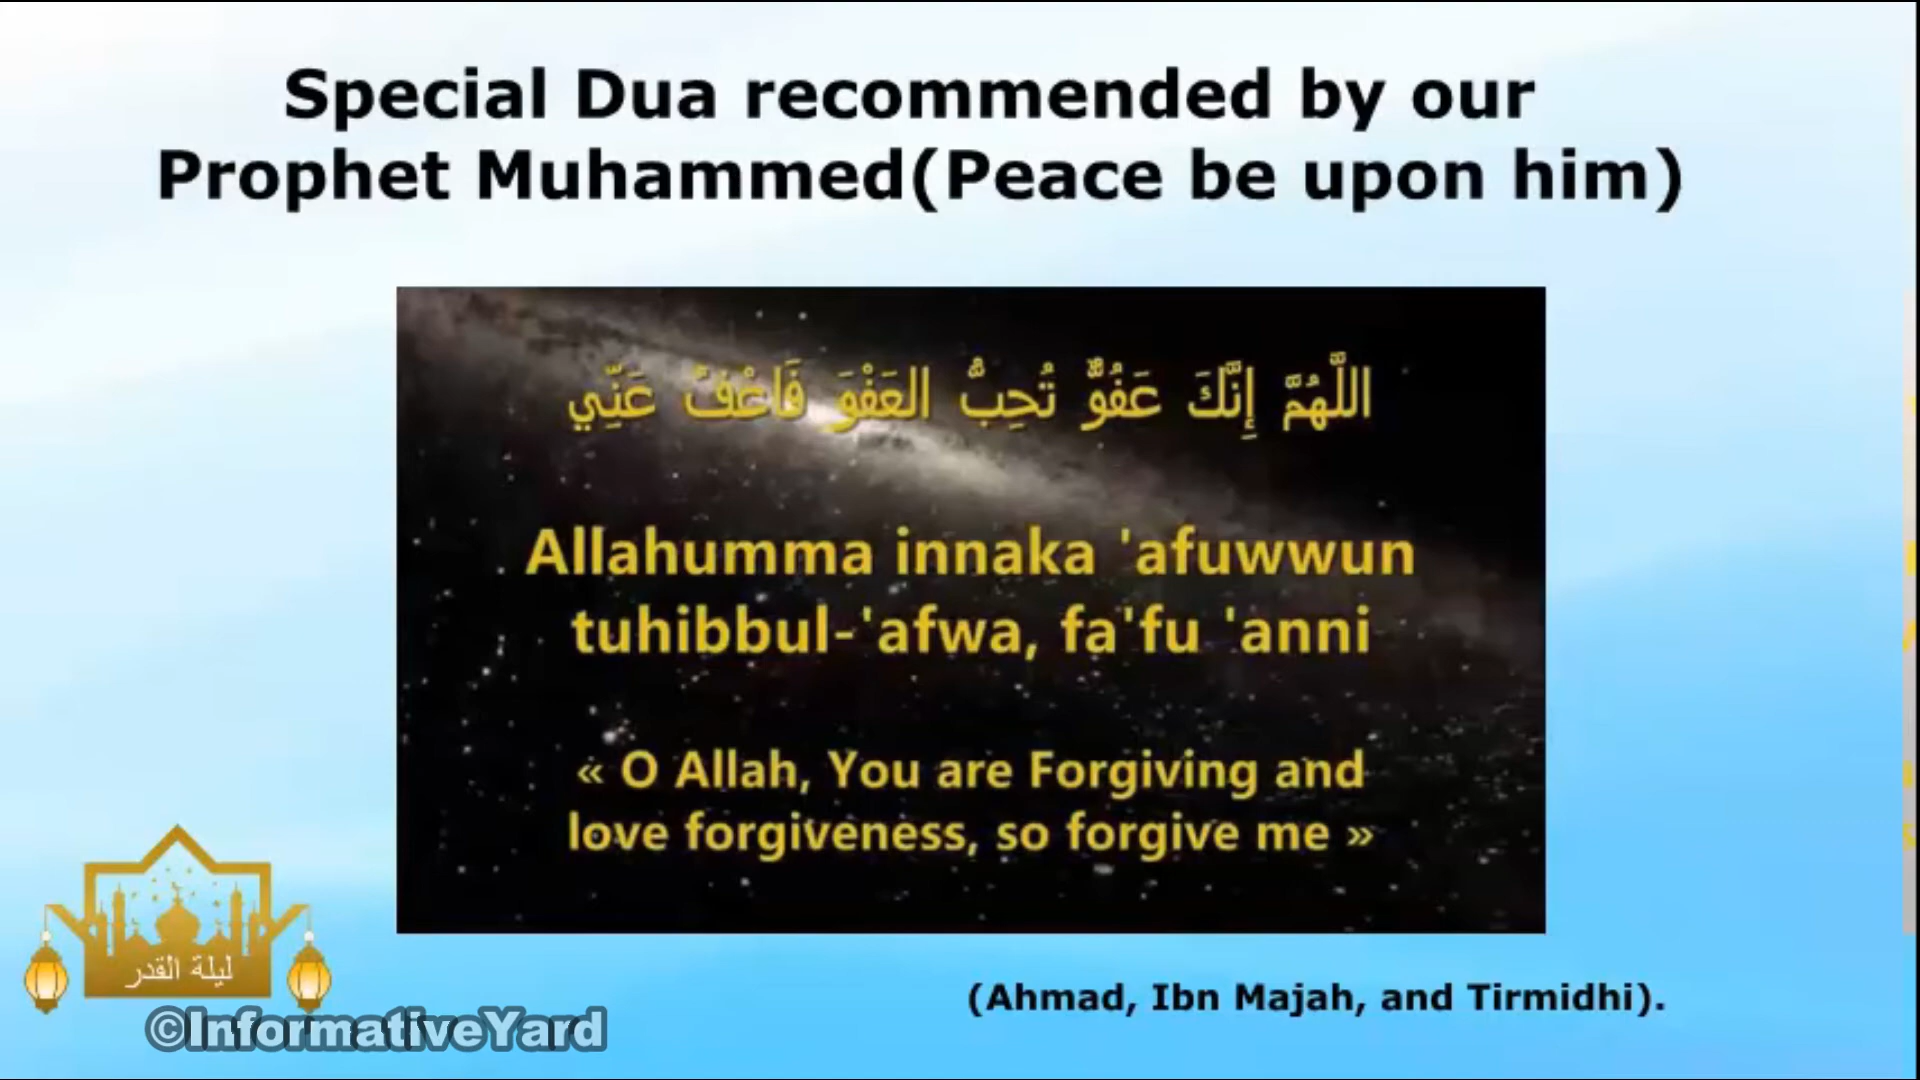 Special Dua recommended by our
Prophet Muhammed(Peace be upon him)
اللَّهُمَّ إِنَّكَ عَفُوٌّ تُحِبُّ العَفْوَ فَاعْفُ عَنِّي
Allahumma innaka 'afuwwun
tuhibbul-'afwa, fa'fu 'anni
« O Allah, You are Forgiving and
love forgiveness, so forgive me »
ليلة القدر
(Ahmad, Ibn Majah, and Tirmidhi).
©InformativeYard